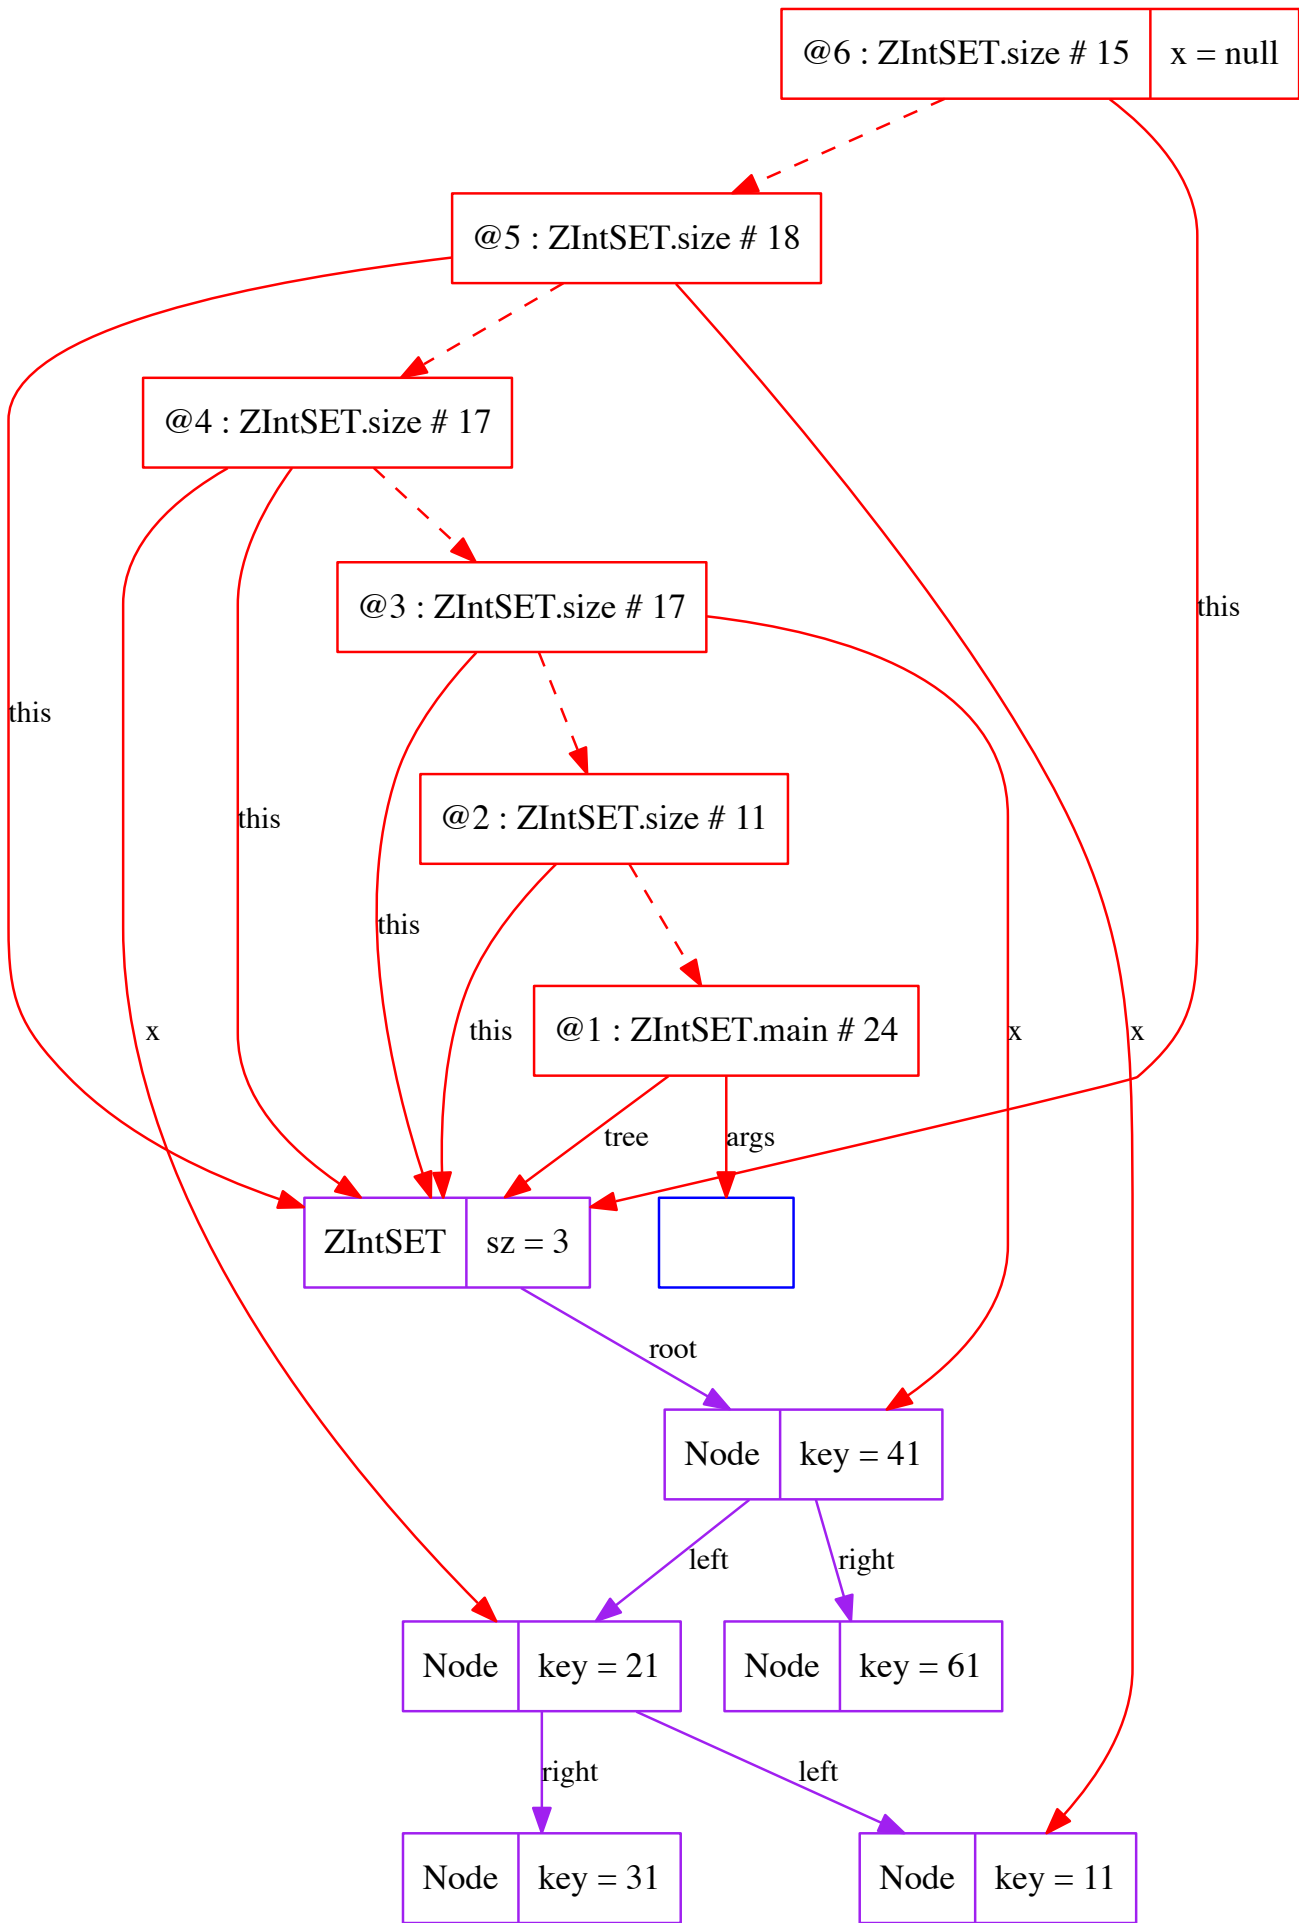 @6 : ZIntSET.size # 15 x = null
@5 : ZIntSET.size # 18
@4 : ZIntSET.size # 17
@3 : ZIntSET.size # 17
this
this
@2 : ZIntSET.size # 11
this
this
@1 : ZIntSET.main # 24
x
this
x
x
tree
args
ZIntSET sz = 3
root
Node key = 41
left
right
Node key = 21
Node key = 61
right
left
Node key = 31
Node key = 11